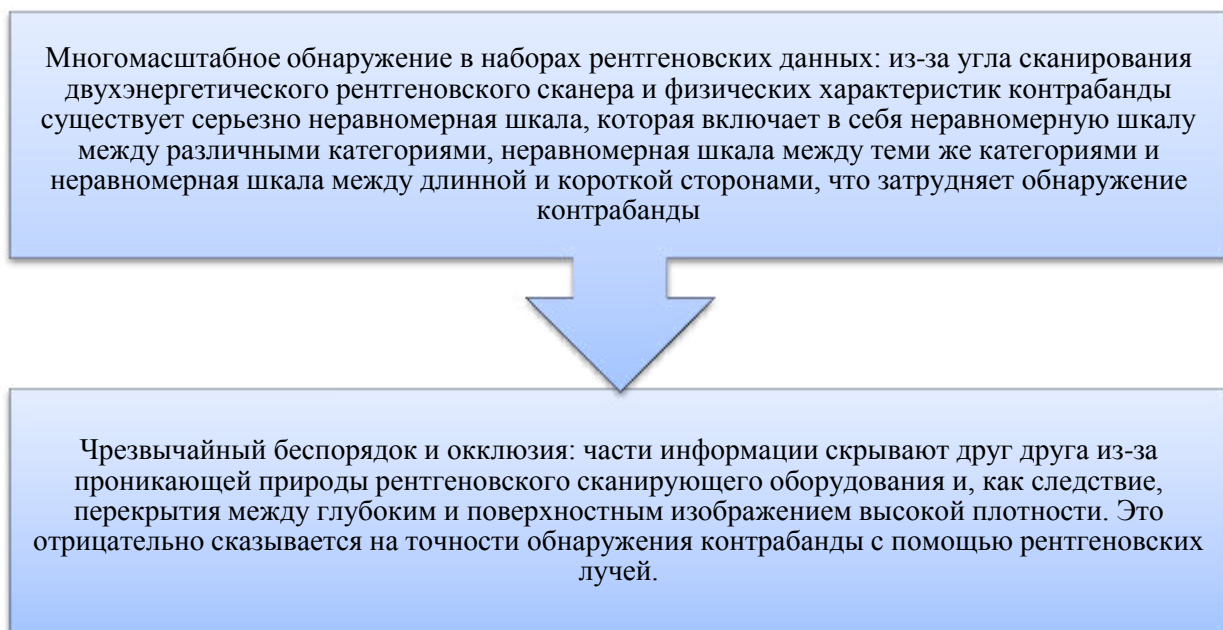 Многомасштабное обнаружение в наборах рентгеновских данных: из-за угла сканирования
двухэнергетического рентгеновского сканера и физических характеристик контрабанды
существует серьезно неравномерная шкала, которая включает в себя неравномерную шкалу
между различными категориями, неравномерная шкала между теми же категориями и
неравномерная шкала между длинной и короткой сторонами, что затрудняет обнаружение
контрабанды
Чрезвычайный беспорядок и окклюзия: части информации скрывают друг друга из-за
проникающей природы рентгеновского сканирующего оборудования и, как следствие,
перекрытия между глубоким и поверхностным изображением высокой плотности. Это
отрицательно сказывается на точности обнаружения контрабанды с помощью рентгеновских
лучей.